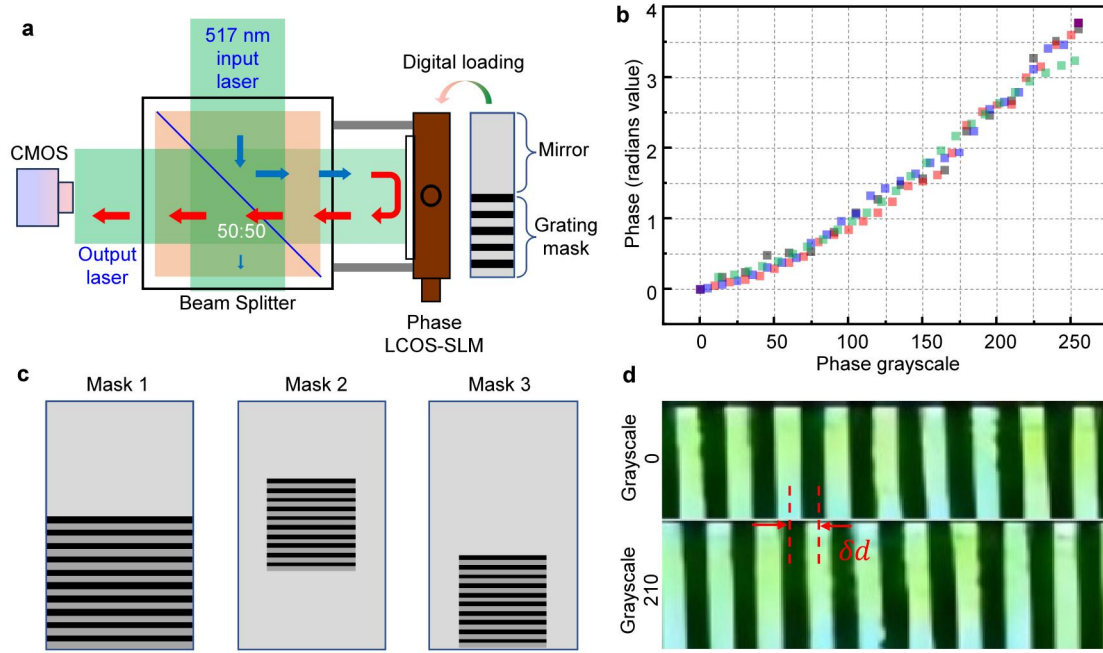 a
517 nm
input
laser
Digital loading
CMOS
Mirror
Grating
mask
50:50
Output
laser
Beam Splitter
Phase
LCOS-SLM
b
4
3
2
1
0
Phase (radians value)
0 50 100 150 200 250
Phase grayscale
c
Mask 1 Mask 2 Mask 3
d
Grayscale
0
Grayscale
210
δd